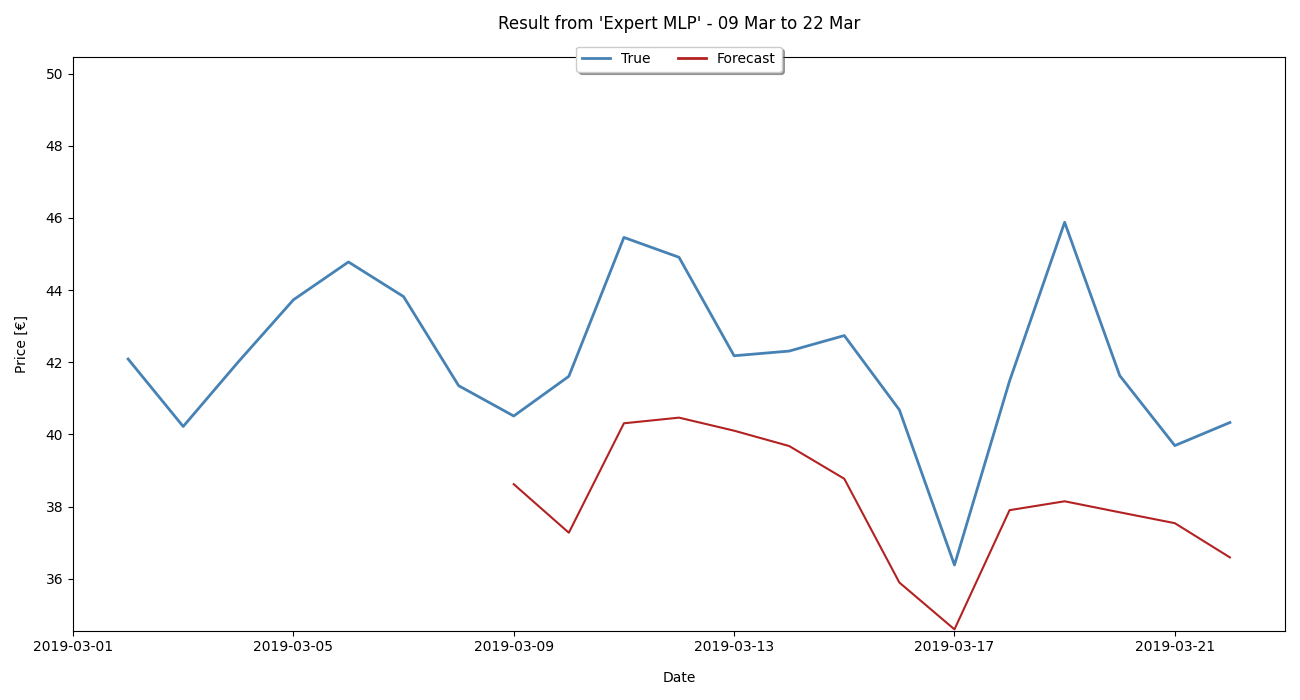 Result from 'Expert MLP' - 09 Mar to 22 Mar
True Forecast
50
48
46
44
42
40
38
36
Price [€]
2019-03-01 2019-03-05 2019-03-09 2019-03-13 2019-03-17 2019-03-21
Date